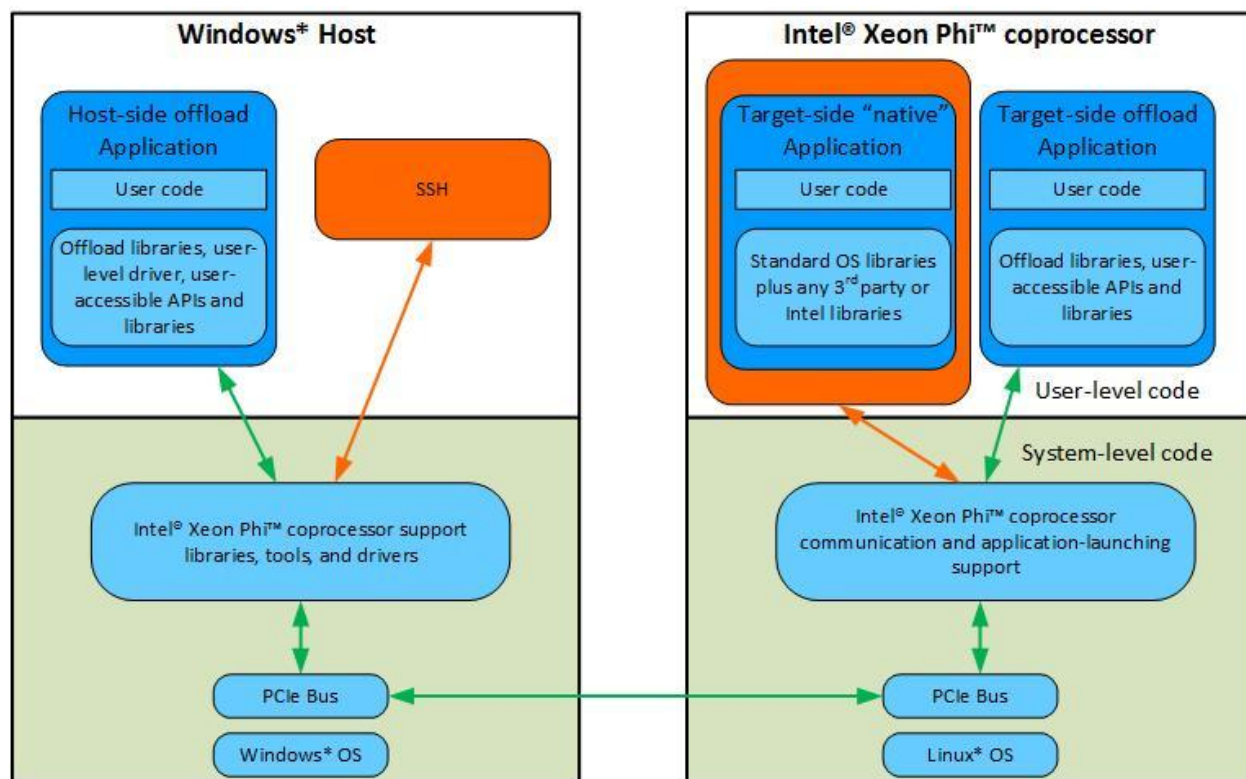 Windows* Host
Host-side offload
Application
User code
Offload libraries, user-
level driver, user-
accessible APIs and
libraries
SSH
Intel® Xeon Phi™ coprocessor support
libraries, tools, and drivers
PCIe Bus
Windows* OS
Intel® Xeon Phi™ coprocessor
Target-side “native”
Application
User code
Standard OS libraries
plus any 3rd party or
Intel libraries
Target-side offload
Application
User code
Offload libraries, user-
accessible APIs and
libraries
User-level code
System-level code
Intel® Xeon Phi™ coprocessor
communication and application-launching
support
PCIe Bus
Linux* OS